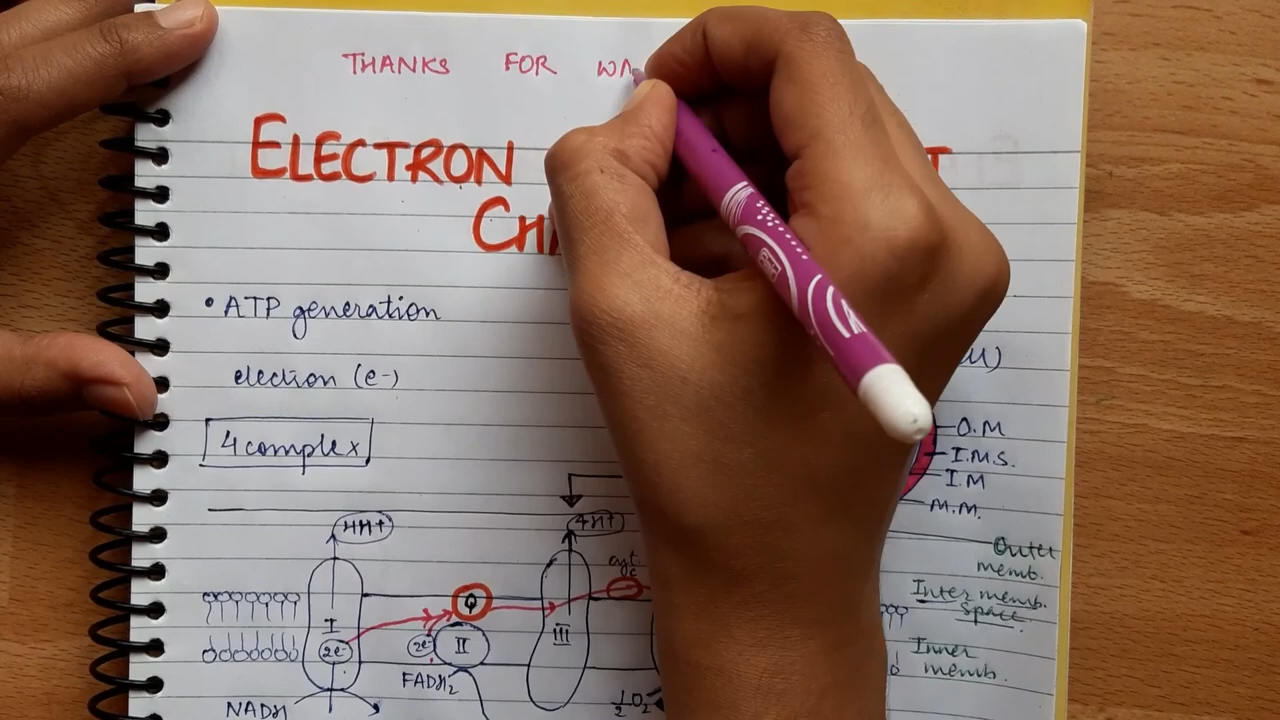 THANKS FOR WA
ELECTRON T
CHA
• ATP generation
election (e-)
4 complex
O.M
I.M.S.
I.M
M.M.
4H+
4H+
Outer
memb.
cyt
c
Q
I
2e-
2e-
II
III
Inter memb.
Space
Inner
memb.
FADH2
NADH
1/2 O2